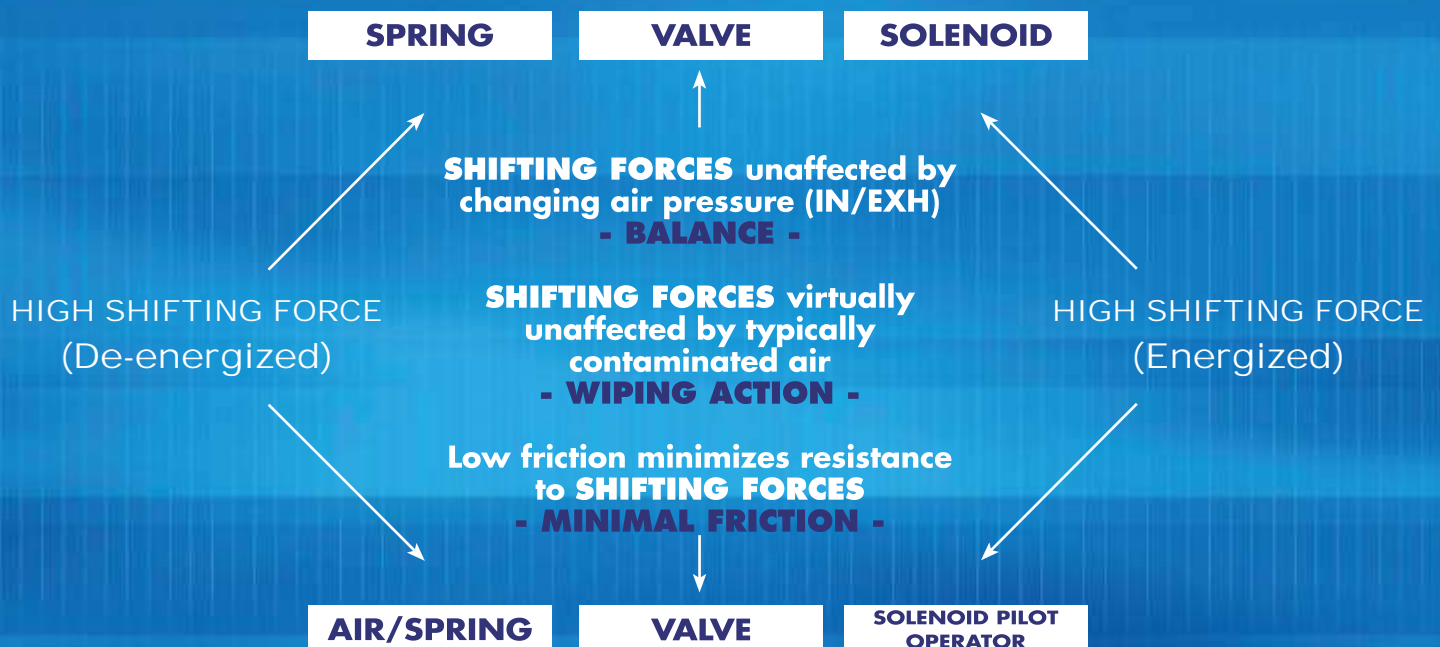 SPRING
VALVE
SOLENOID
SHIFTING FORCES unaffected by
changing air pressure (IN/EXH)
- BALANCE -
HIGH SHIFTING FORCE
(De-energized)
SHIFTING FORCES virtually
unaffected by typically
contaminated air
- WIPING ACTION -
HIGH SHIFTING FORCE
(Energized)
Low friction minimizes resistance
to SHIFTING FORCES
- MINIMAL FRICTION -
AIR/SPRING
VALVE
SOLENOID PILOT
OPERATOR